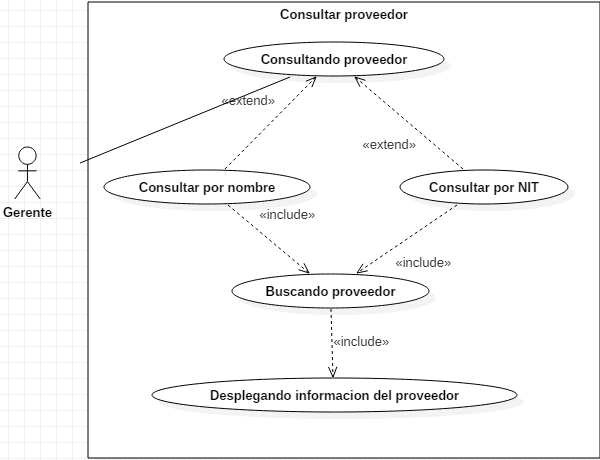 Consultar proveedor
Consultando proveedor
«extend»
«extend»
Gerente
Consultar por nombre
Consultar por NIT
«include»
«include»
Buscando proveedor
«include»
Desplegando informacion del proveedor